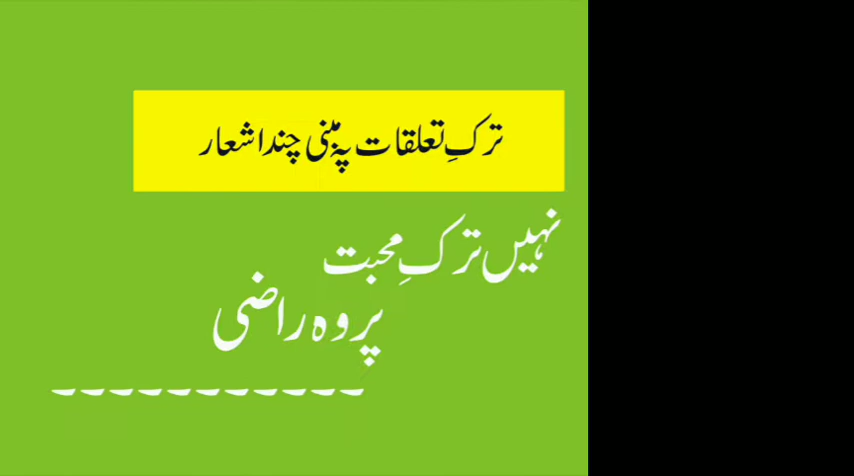 ترکِ تعلقات پہ مبنی چند اشعار
نہیں ترکِ محبت
پر وہ راضی
۔۔۔۔۔۔۔۔۔۔۔